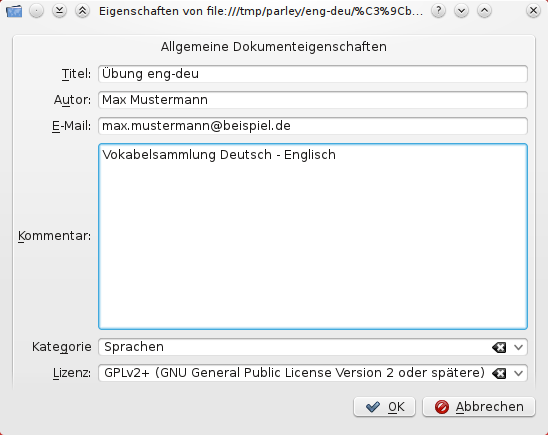 Eigenschaften von file:///tmp/parley/eng-deu/%C3%9Cb...
Allgemeine Dokumenteigenschaften
Titel: Übung eng-deu
Autor: Max Mustermann
E-Mail: max.mustermann@beispiel.de
Vokabelsammlung Deutsch - Englisch
Kommentar:
Kategorie Sprachen
Lizenz: GPLv2+ (GNU General Public License Version 2 oder spätere)
OK Abbrechen